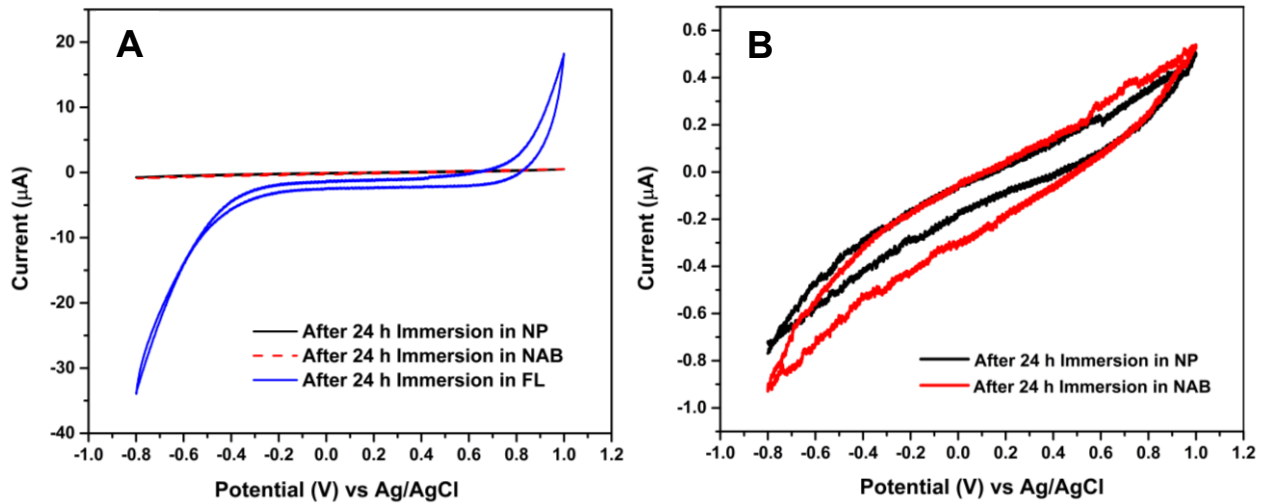 A
20
10
0
-10
-20
-30
-40
Current (μA)
After 24 h Immersion in NP
After 24 h Immersion in NAB
After 24 h Immersion in FL
-1.0 -0.8 -0.6 -0.4 -0.2 0.0 0.2 0.4 0.6 0.8 1.0 1.2
Potential (V) vs Ag/AgCl
B
0.6
0.4
0.2
0.0
-0.2
-0.4
-0.6
-0.8
-1.0
Current (μA)
After 24 h Immersion in NP
After 24 h Immersion in NAB
-1.0 -0.8 -0.6 -0.4 -0.2 0.0 0.2 0.4 0.6 0.8 1.0 1.2
Potential (V) vs Ag/AgCl